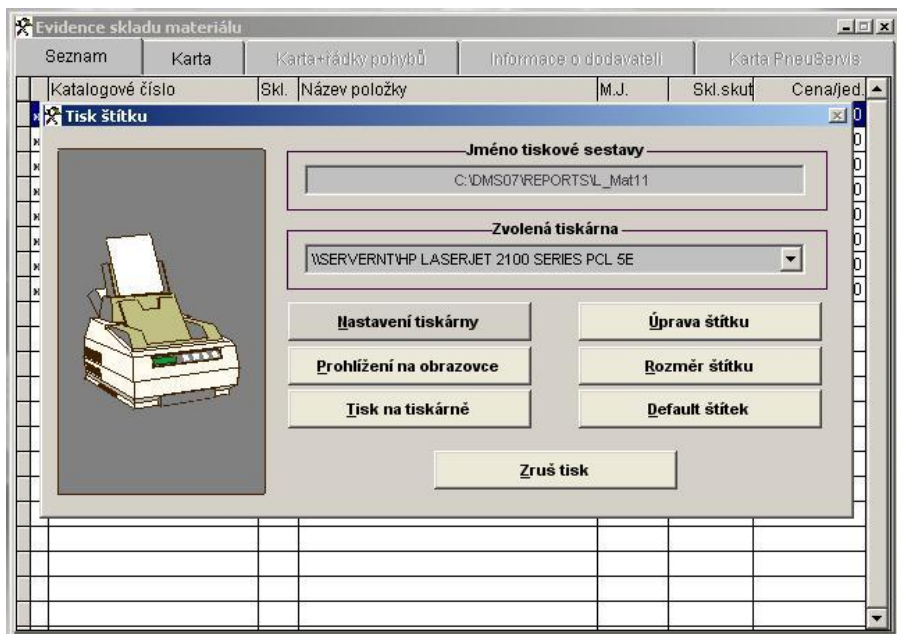 Evidence skladu materiálu
Seznam Karta Karta+řádky pohybů Informace o dodavateli Karta PneuServis
Katalogové číslo Skl. Název položky M.J. Skl.skut Cena/jed.
Tisk štítku
Jméno tiskové sestavy
C:\DMS07\REPORTS\L_Mat11
Zvolená tiskárna
\\SERVERNT\HP LASERJET 2100 SERIES PCL 5E
Nastavení tiskárny Úprava štítku
Prohlížení na obrazovce Rozměr štítku
Tisk na tiskárně Default štítek
Zruš tisk